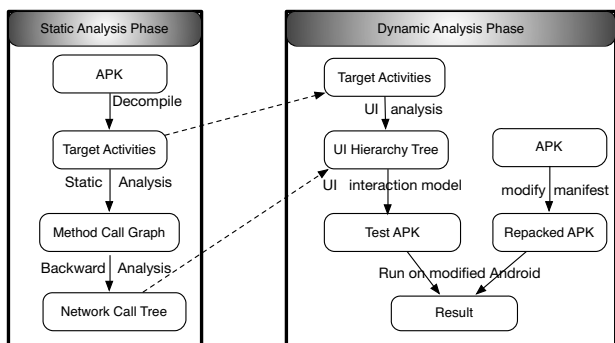 Static Analysis Phase
APK
Decompile
Target Activities
Static Analysis
Method Call Graph
Backward Analysis
Network Call Tree
Dynamic Analysis Phase
Target Activities
UI analysis
UI Hierarchy Tree
APK
UI interaction model
modify manifest
Test APK
Repacked APK
Run on modified Android
Result